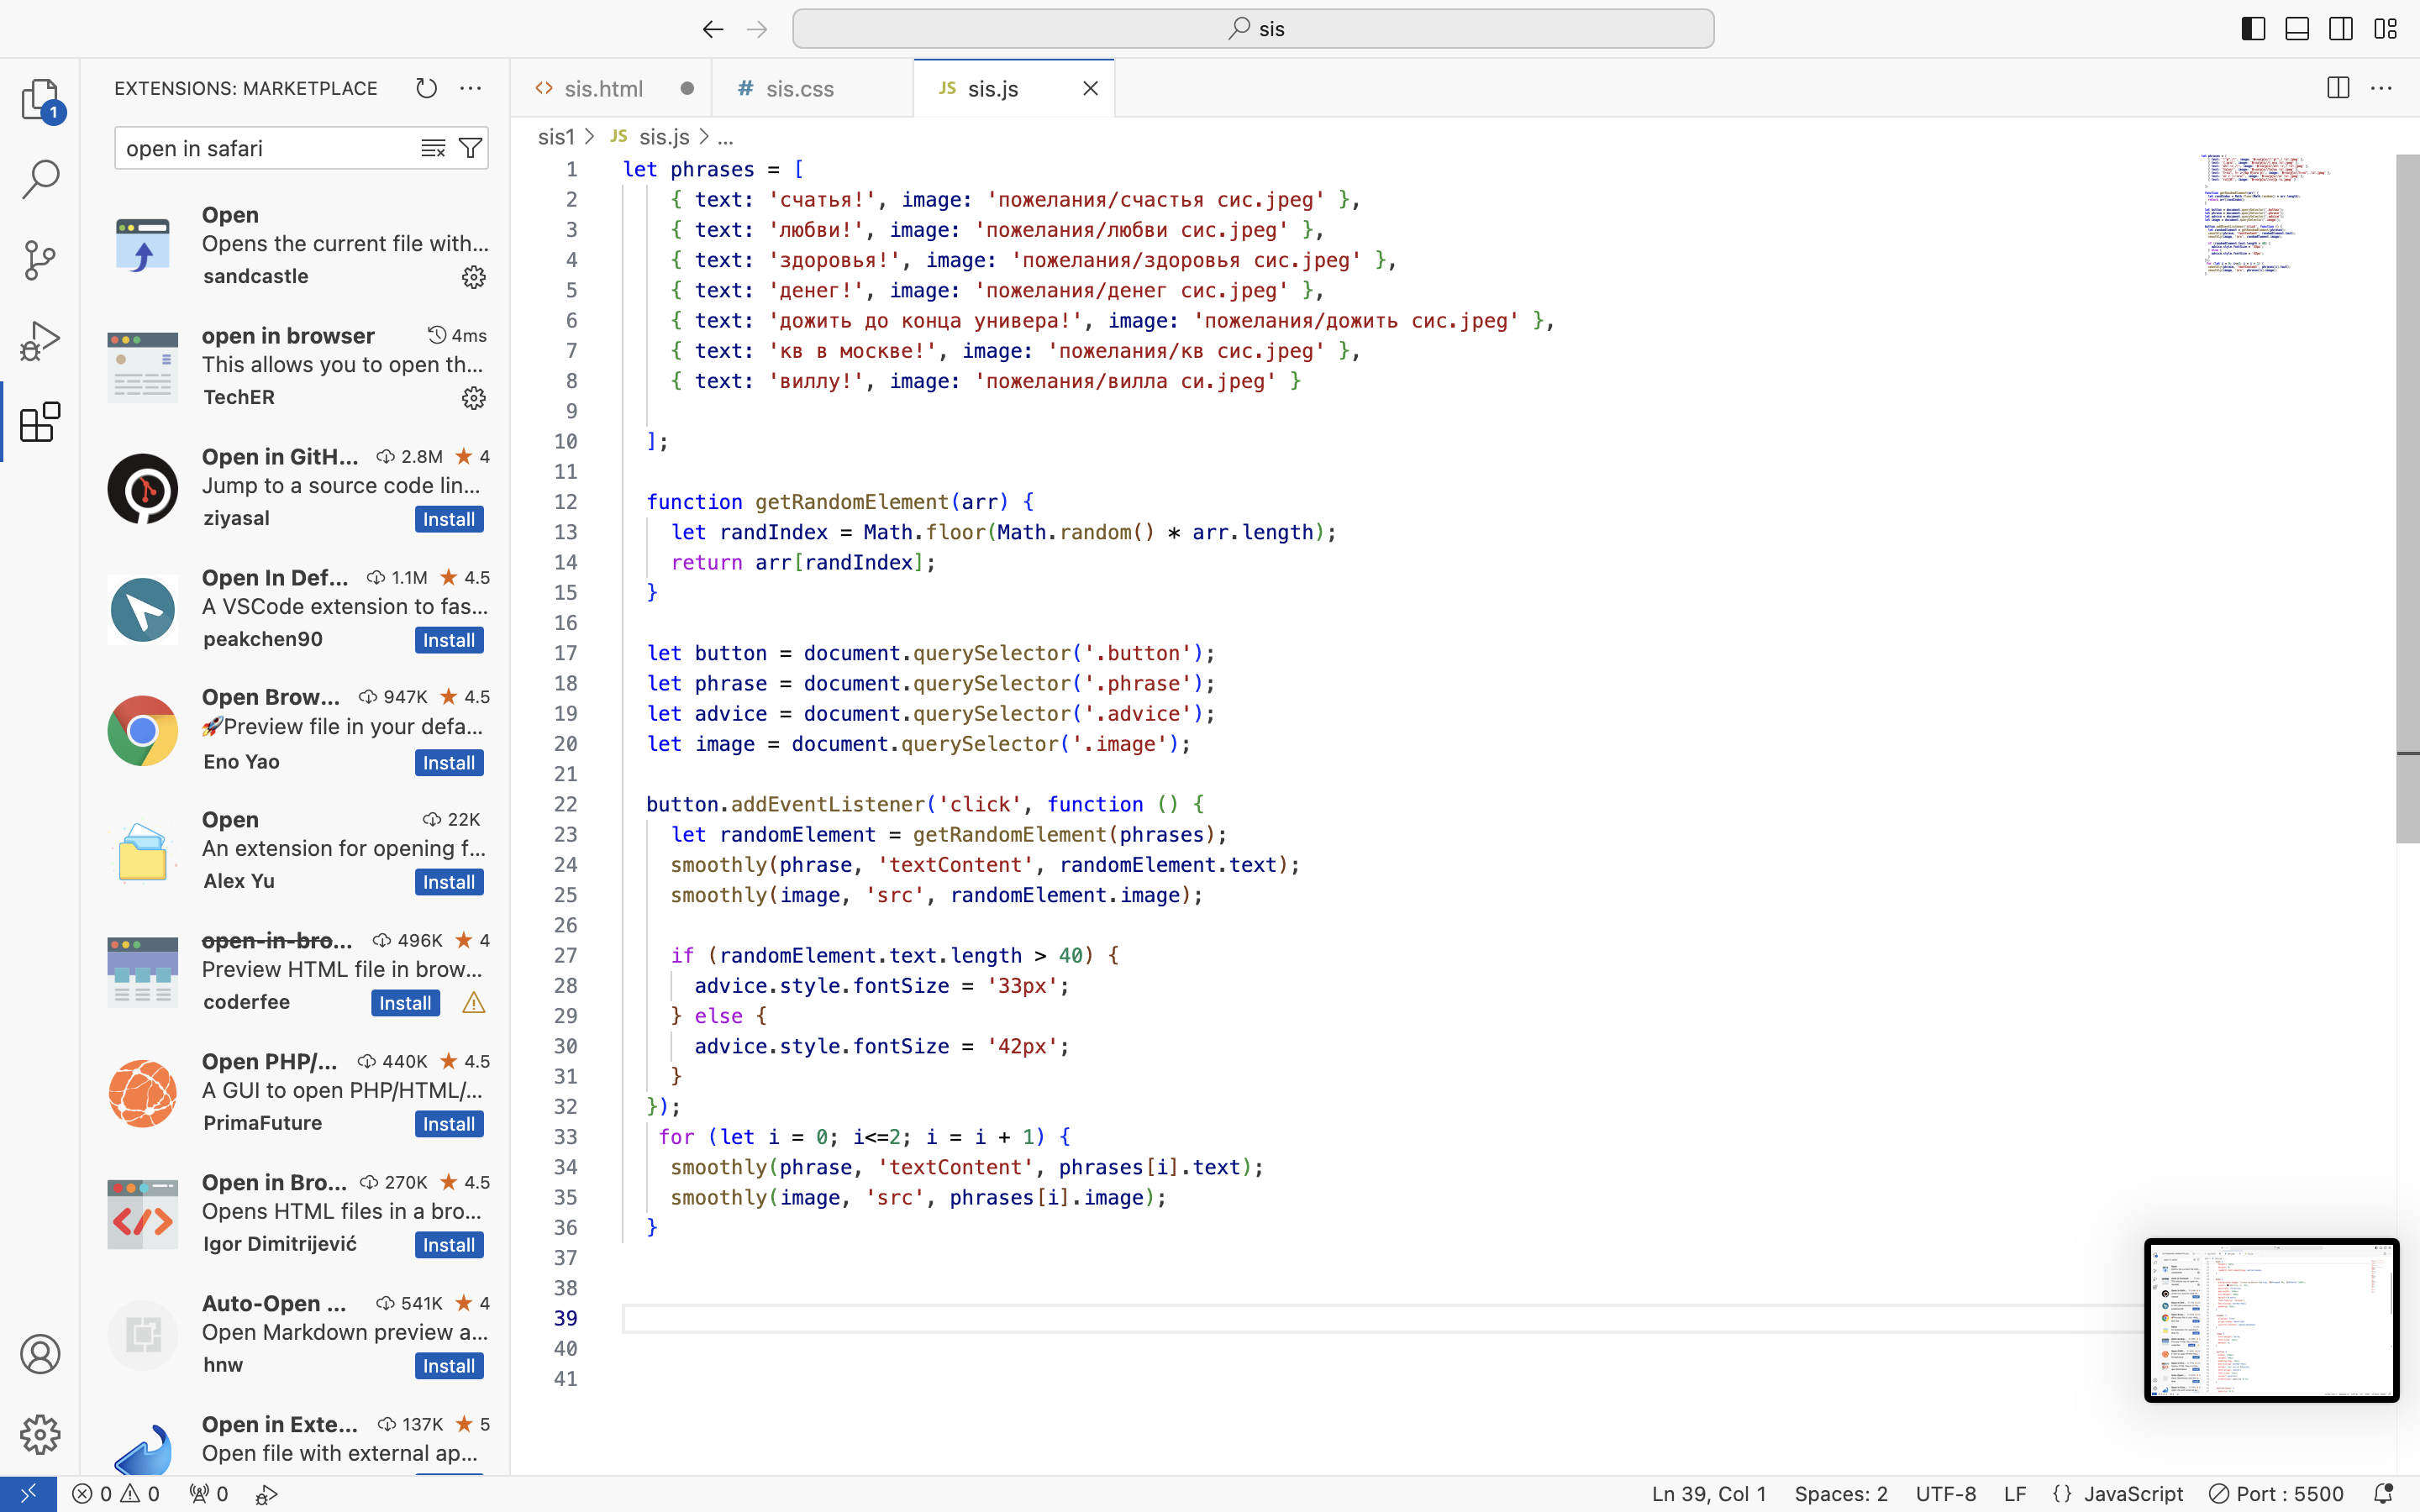 sis
EXTENSIONS: MARKETPLACE
open in safari
Open
Opens the current file with...
sandcastle
open in browser 4ms
This allows you to open th...
TechER
Open in GitH... 2.8M 4
Jump to a source code lin...
ziyasal Install
Open In Def... 1.1M 4.5
A VSCode extension to fas...
peakchen90 Install
Open Brow... 947K 4.5
🚀Preview file in your defa...
Eno Yao Install
Open 22K
An extension for opening f...
Alex Yu Install
open-in-bro... 496K 4
Preview HTML file in brow...
coderfee Install
Open PHP/... 440K 4.5
A GUI to open PHP/HTML/...
PrimaFuture Install
Open in Bro... 270K 4.5
Opens HTML files in a bro...
Igor Dimitrijević Install
Auto-Open ... 541K 4
Open Markdown preview a...
hnw Install
Open in Exte... 137K 5
Open file with external ap...
1
<> sis.html # sis.css JS sis.js
sis1 > JS sis.js > ...
1 let phrases = [
2 { text: 'счатья!', image: 'пожелания/счастья сис.jpeg' },
3 { text: 'любви!', image: 'пожелания/любви сис.jpeg' },
4 { text: 'здоровья!', image: 'пожелания/здоровья сис.jpeg' },
5 { text: 'денег!', image: 'пожелания/денег сис.jpeg' },
6 { text: 'дожить до конца универа!', image: 'пожелания/дожить сис.jpeg' },
7 { text: 'кв в москве!', image: 'пожелания/кв сис.jpeg' },
8 { text: 'виллу!', image: 'пожелания/вилла си.jpeg' }
9
10 ];
11
12 function getRandomElement(arr) {
13 let randIndex = Math.floor(Math.random() * arr.length);
14 return arr[randIndex];
15 }
16
17 let button = document.querySelector('.button');
18 let phrase = document.querySelector('.phrase');
19 let advice = document.querySelector('.advice');
20 let image = document.querySelector('.image');
21
22 button.addEventListener('click', function () {
23 let randomElement = getRandomElement(phrases);
24 smoothly(phrase, 'textContent', randomElement.text);
25 smoothly(image, 'src', randomElement.image);
26
27 if (randomElement.text.length > 40) {
28 advice.style.fontSize = '33px';
29 } else {
30 advice.style.fontSize = '42px';
31 }
32 });
33 for (let i = 0; i<=2; i = i + 1) {
34 smoothly(phrase, 'textContent', phrases[i].text);
35 smoothly(image, 'src', phrases[i].image);
36 }
37
38
39
40
41
0 0 0 Ln 39, Col 1 Spaces: 2 UTF-8 LF {} JavaScript Port : 5500